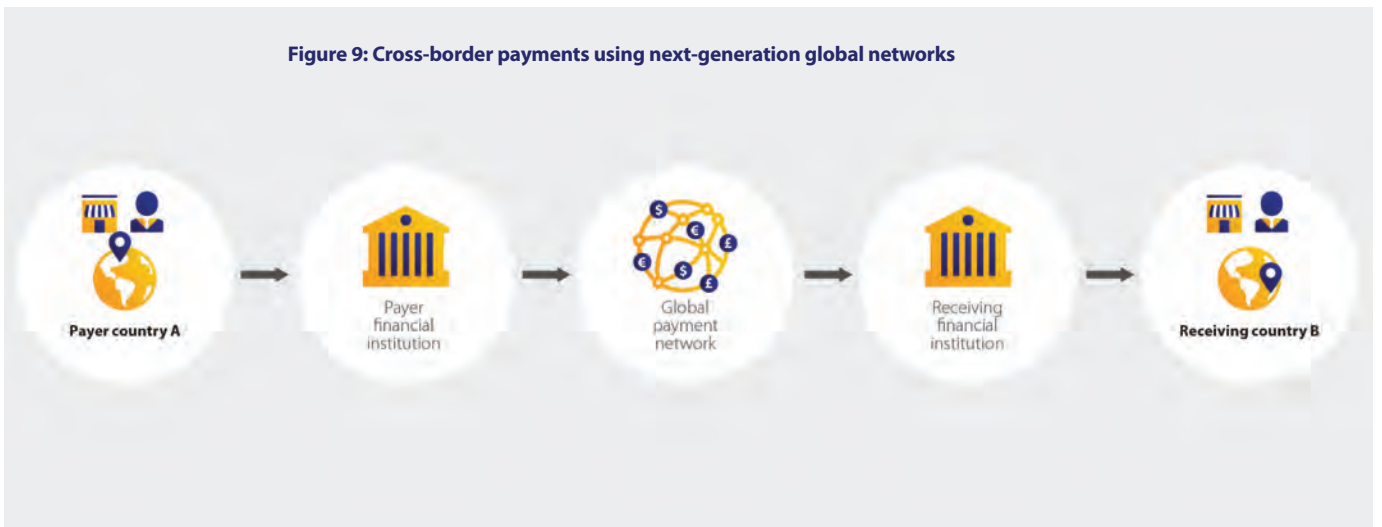 Figure 9: Cross-border payments using next-generation global networks
$
€
£
€
$
£
Payer country A
Payer
financial
institution
Global
payment
network
Receiving
financial
institution
Receiving country B